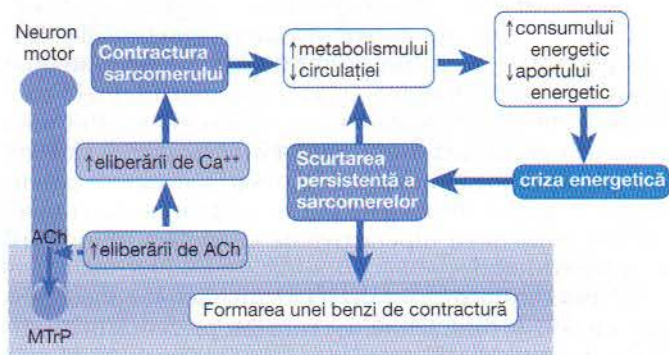 Neuron
motor
Contractura
sarcomerului
↑metabolismului
↓circulației
↑consumului
energetic
↓aportului
energetic
↑eliberării de Ca++
Scurtarea
persistentă a
sarcomerelor
criza energetică
ACh
↑eliberării de ACh
Formarea unei benzi de contractură
MTrP